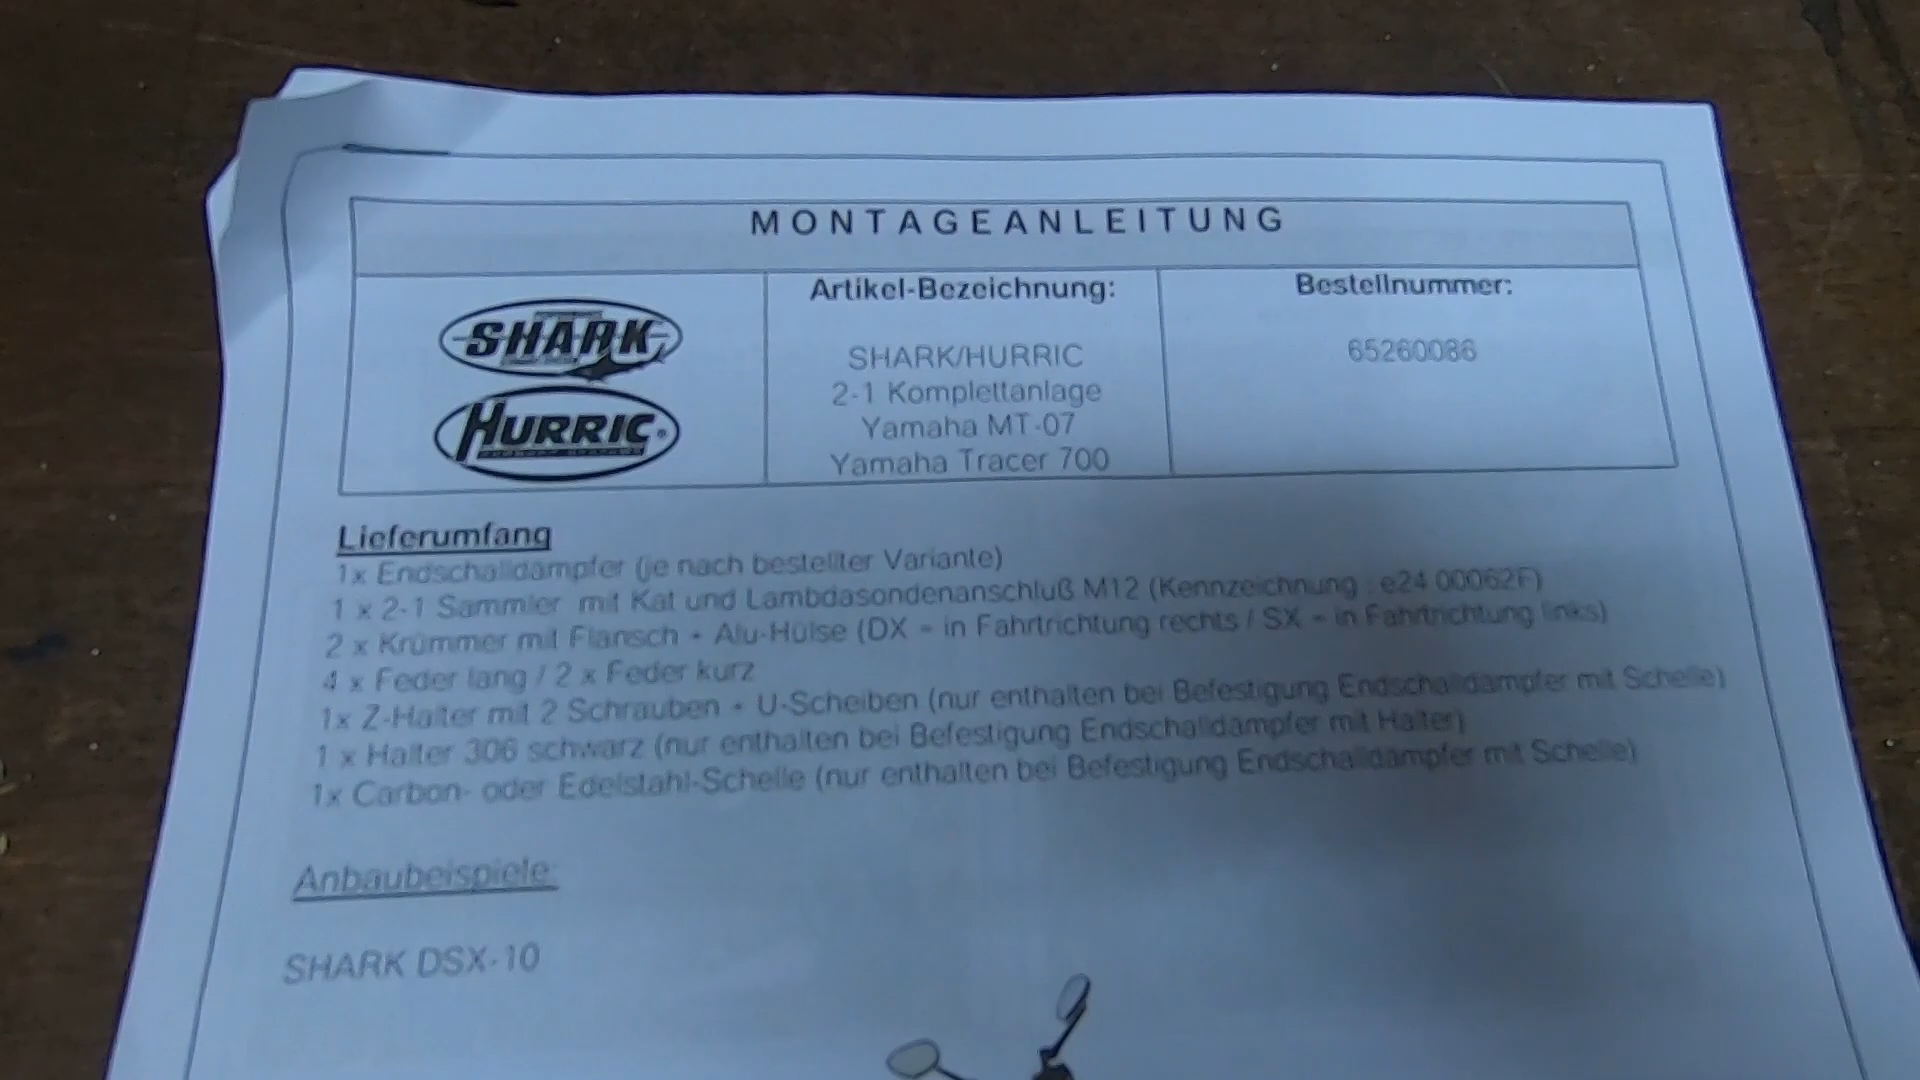 MONTAGEANLEITUNG
SHARK
HURRIC
Artikel-Bezeichnung:
SHARK/HURRIC
2-1 Komplettanlage
Yamaha MT-07
Yamaha Tracer 700
Bestellnummer:
65260086
Lieferumfang
1x Endschalldämpfer (je nach bestellter Variante)
1 x 2-1 Sammler mit Kat und Lambdasondenanschluß M12 (Kennzeichnung : e24 00062F)
2 x Krümmer mit Flansch + Alu-Hülse (DX = in Fahrtrichtung rechts / SX = in Fahrtrichtung links)
4 x Feder lang / 2 x Feder kurz
1x Z-Halter mit 2 Schrauben + U-Scheiben (nur enthalten bei Befestigung Endschalldämpfer mit Schelle)
1 x Halter 306 schwarz (nur enthalten bei Befestigung Endschalldämpfer mit Halter)
1x Carbon- oder Edelstahl-Schelle (nur enthalten bei Befestigung Endschalldämpfer mit Schelle)
Anbaubeispiele:
SHARK DSX-10